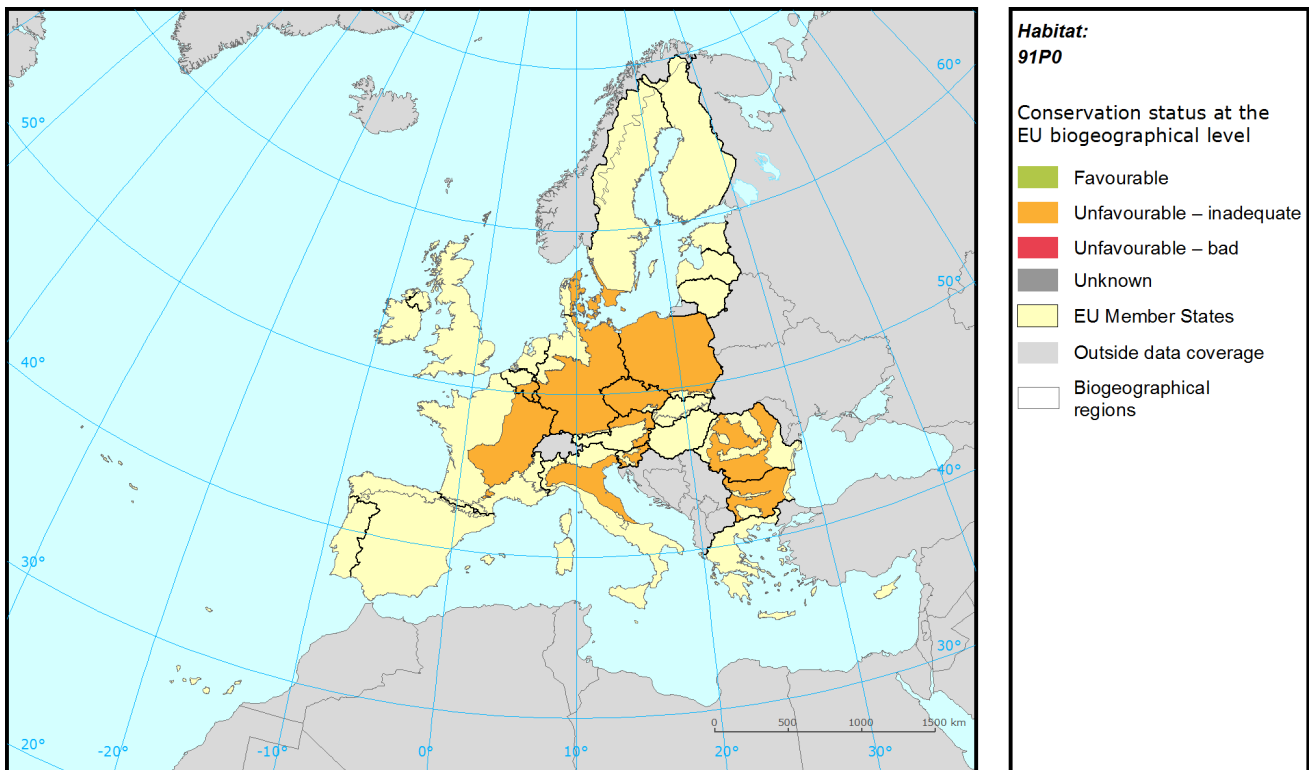 Habitat:
91P0
Conservation status at the
EU biogeographical level
Favourable
Unfavourable – inadequate
Unfavourable – bad
Unknown
EU Member States
Outside data coverage
Biogeographical
regions
60°
50°
50°
40°
40°
30°
30°
20°
-20°
-10°
0°
10°
20°
30°
0 500 1000 1500 km